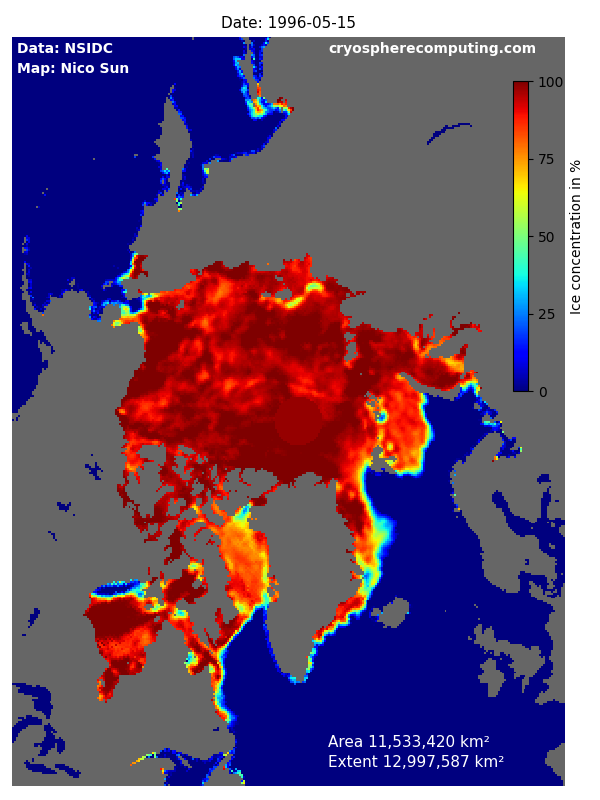 Date: 1996-05-15
Data: NSIDC
Map: Nico Sun
cryospherecomputing.com
100
75
50
25
0
Ice concentration in %
Area 11,533,420 km²
Extent 12,997,587 km²